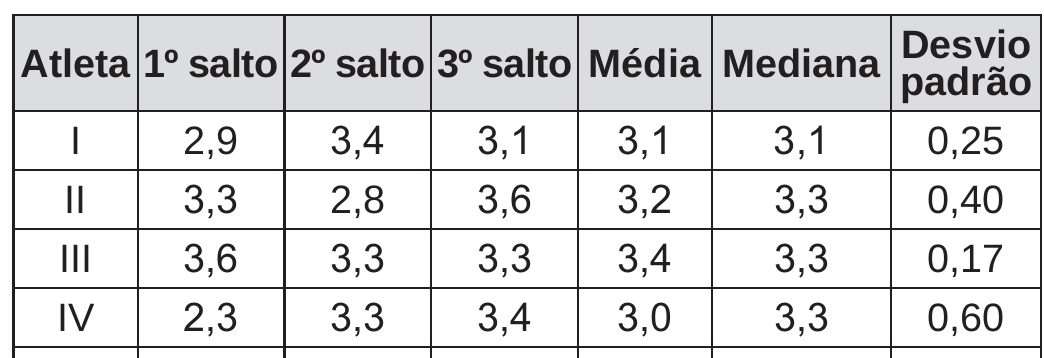 Atleta 1º salto 2º salto 3º salto Média Mediana Desvio padrão
I 2,9 3,4 3,1 3,1 3,1 0,25
II 3,3 2,8 3,6 3,2 3,3 0,40
III 3,6 3,3 3,3 3,4 3,3 0,17
IV 2,3 3,3 3,4 3,0 3,3 0,60